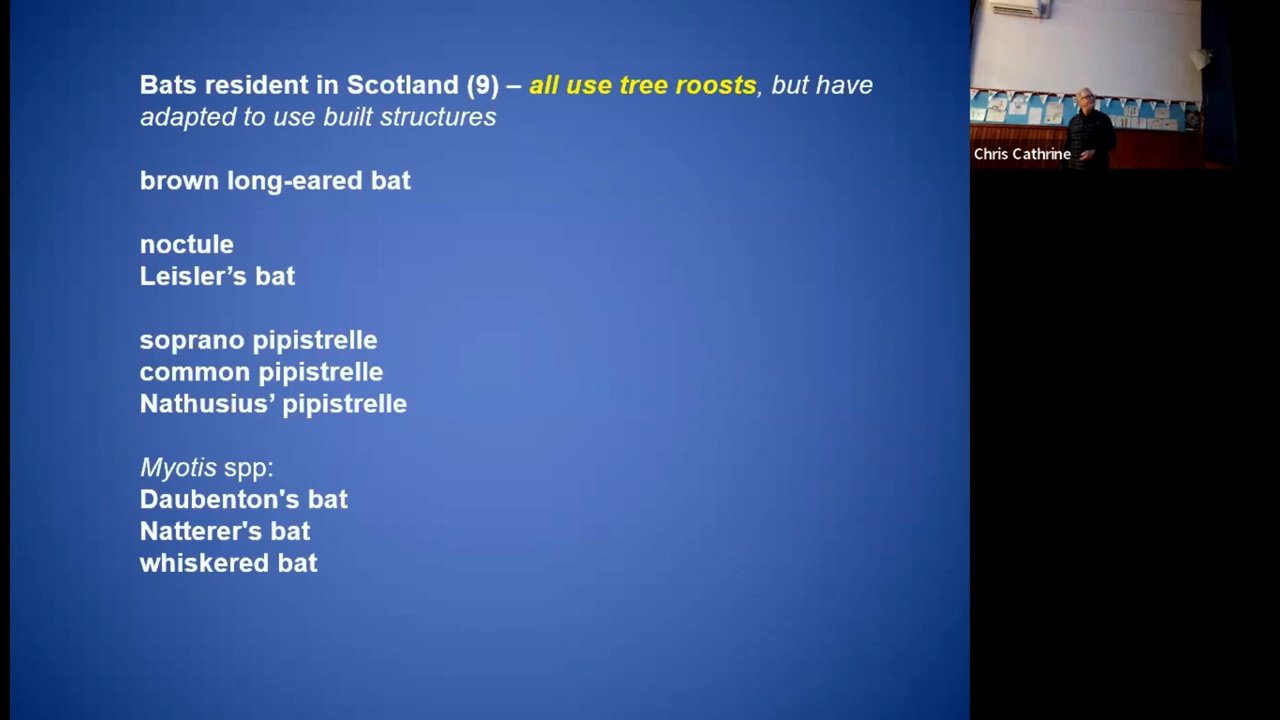 Bats resident in Scotland (9) – all use tree roosts, but have
adapted to use built structures
brown long-eared bat
noctule
Leisler’s bat
soprano pipistrelle
common pipistrelle
Nathusius’ pipistrelle
Myotis spp:
Daubenton's bat
Natterer's bat
whiskered bat
Chris Cathrine